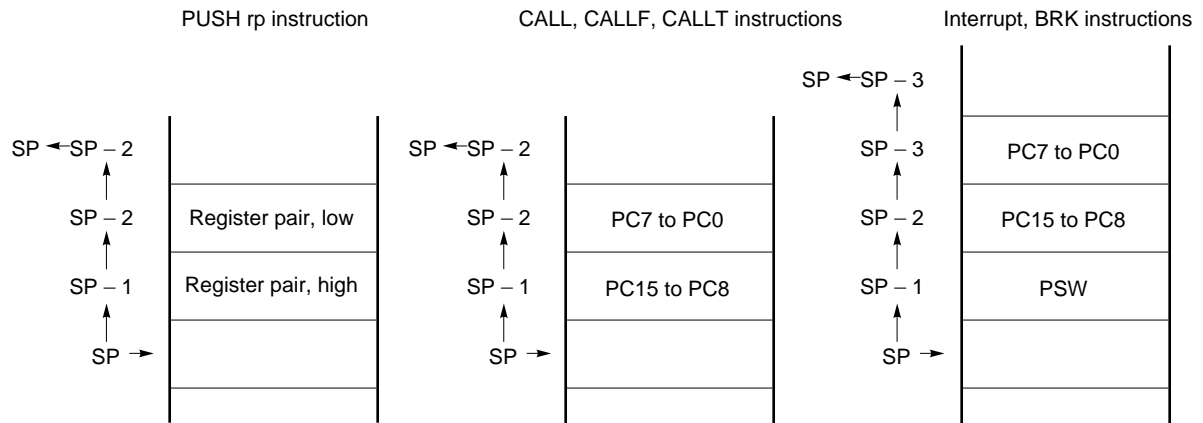 PUSH rp instruction
SP ← SP – 2
SP – 2 Register pair, low
SP – 1 Register pair, high
SP →
CALL, CALLF, CALLT instructions
SP ← SP – 2
SP – 2 PC7 to PC0
SP – 1 PC15 to PC8
SP →
Interrupt, BRK instructions
SP ← SP – 3
SP – 3 PC7 to PC0
SP – 2 PC15 to PC8
SP – 1 PSW
SP →